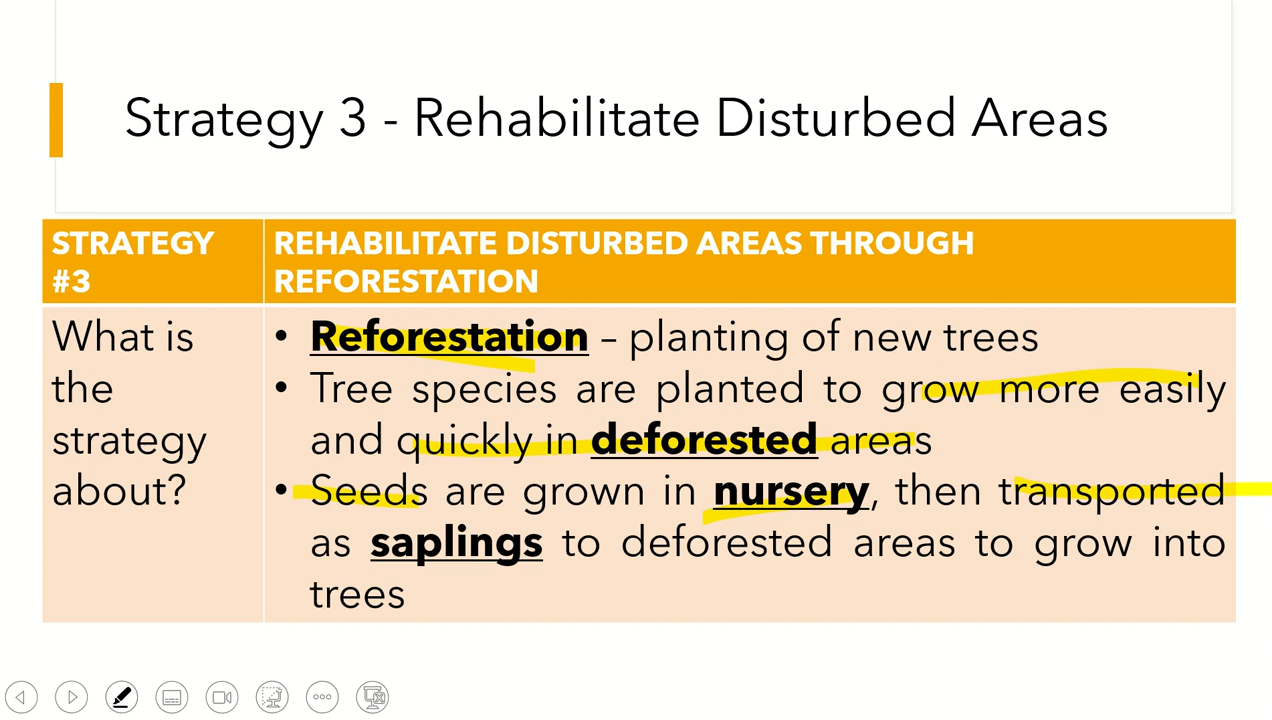 Strategy 3 - Rehabilitate Disturbed Areas
STRATEGY
#3
REHABILITATE DISTURBED AREAS THROUGH
REFORESTATION
What is
the
strategy
about?
• Reforestation – planting of new trees
• Tree species are planted to grow more easily
and quickly in deforested areas
• Seeds are grown in nursery, then transported
as saplings to deforested areas to grow into
trees